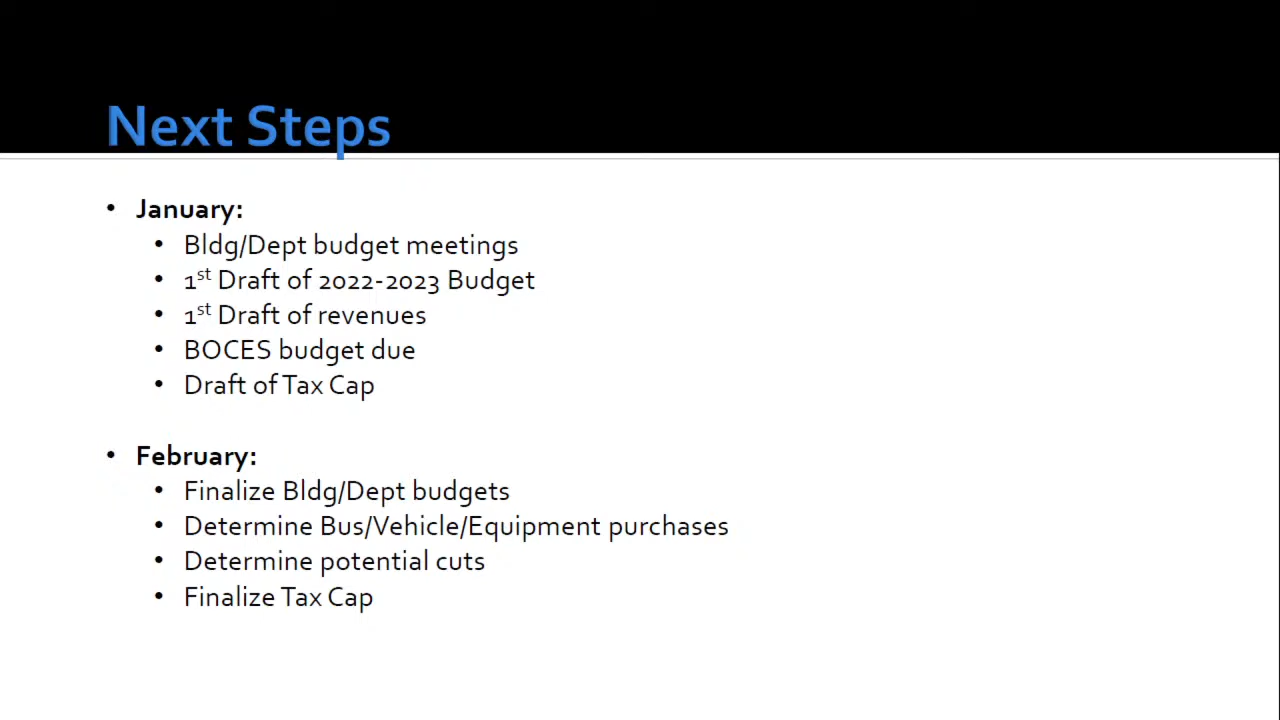 Next Steps
• January:
• Bldg/Dept budget meetings
• 1st Draft of 2022-2023 Budget
• 1st Draft of revenues
• BOCES budget due
• Draft of Tax Cap
• February:
• Finalize Bldg/Dept budgets
• Determine Bus/Vehicle/Equipment purchases
• Determine potential cuts
• Finalize Tax Cap